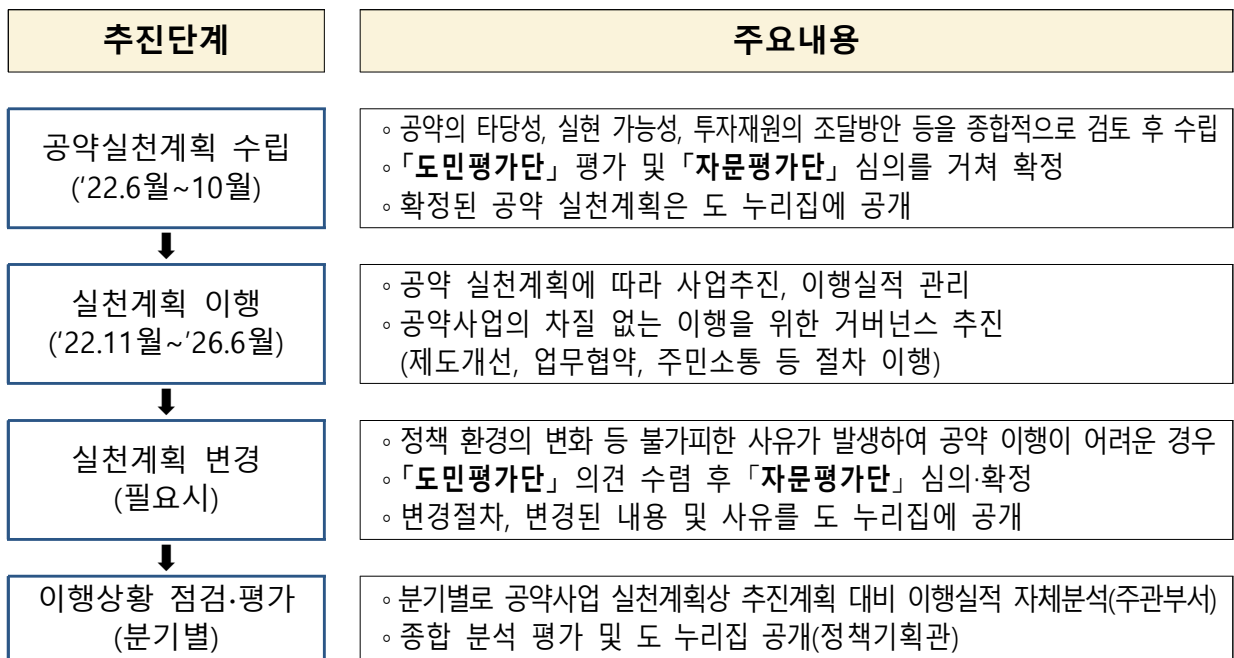 추진단계
주요내용
공약실천계획 수립
('22.6월~10월)
◦ 공약의 타당성, 실현 가능성, 투자재원의 조달방안 등을 종합적으로 검토 후 수립
◦「도민평가단」 평가 및 「자문평가단」 심의를 거쳐 확정
◦ 확정된 공약 실천계획은 도 누리집에 공개
실천계획 이행
('22.11월~'26.6월)
◦ 공약 실천계획에 따라 사업추진, 이행실적 관리
◦ 공약사업의 차질 없는 이행을 위한 거버넌스 추진
(제도개선, 업무협약, 주민소통 등 절차 이행)
실천계획 변경
(필요시)
◦ 정책 환경의 변화 등 불가피한 사유가 발생하여 공약 이행이 어려운 경우
◦「도민평가단」 의견 수렴 후 「자문평가단」 심의·확정
◦ 변경절차, 변경된 내용 및 사유를 도 누리집에 공개
이행상황 점검·평가
(분기별)
◦ 분기별로 공약사업 실천계획상 추진계획 대비 이행실적 자체분석(주관부서)
◦ 종합 분석 평가 및 도 누리집 공개(정책기획관)